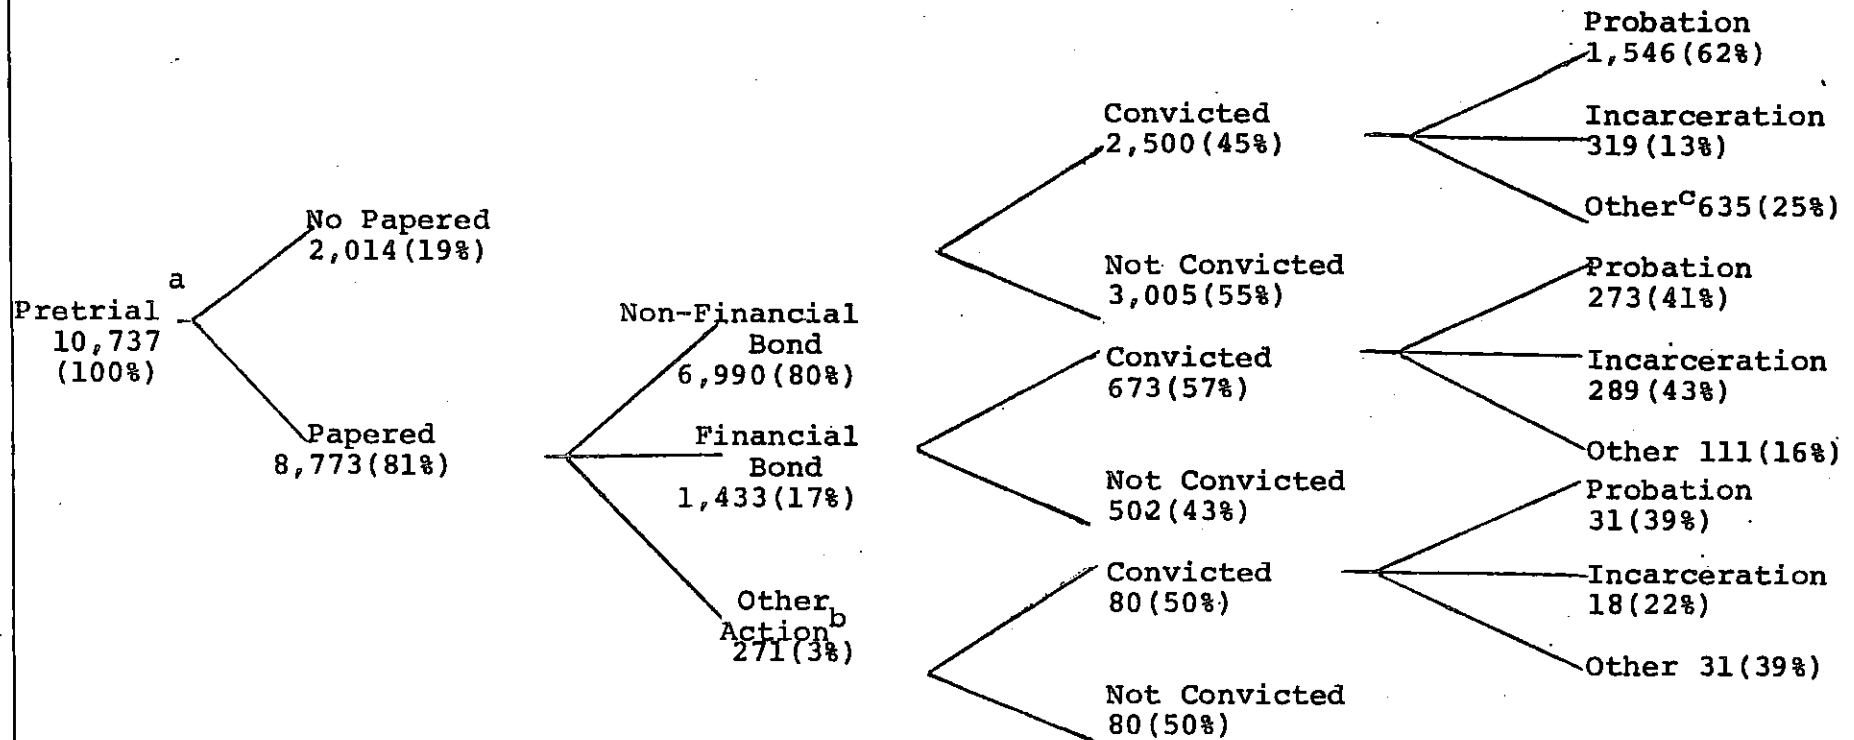 Pretrial a
10,737
(100%)
No Papered
2,014(19%)
Papered
8,773(81%)
Non-Financial
Bond
6,990(80%)
Financial
Bond
1,433(17%)
Other
Action b
271(3%)
Convicted
2,500(45%)
Not Convicted
3,005(55%)
Convicted
673(57%)
Not Convicted
502(43%)
Convicted
80(50%)
Not Convicted
80(50%)
Probation
1,546(62%)
Incarceration
319(13%)
Other c 635(25%)
Probation
273(41%)
Incarceration
289(43%)
Other 111(16%)
Probation
31(39%)
Incarceration
18(22%)
Other 31(39%)